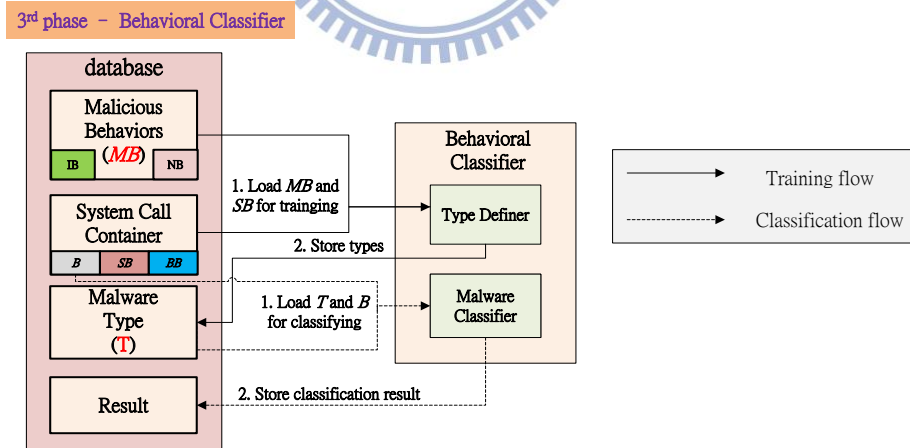 3rd phase – Behavioral Classifier
database
Malicious
Behaviors
(MB)
IB
NB
System Call
Container
B
SB
BB
Malware
Type
(T)
Result
1. Load MB and
SB for trainging
2. Store types
1. Load T and B
for classifying
2. Store classification result
Behavioral
Classifier
Type Definer
Malware
Classifier
Training flow
Classification flow